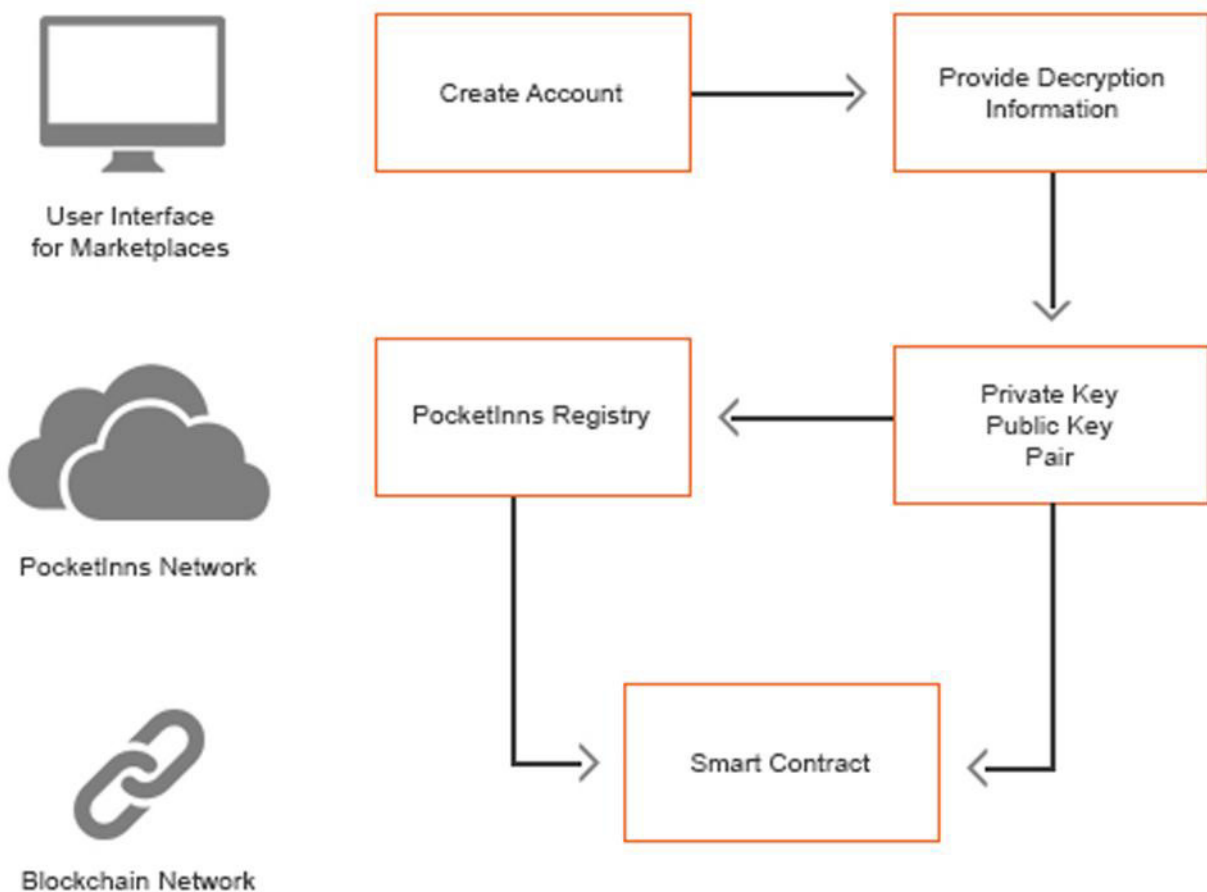 Create Account
Provide Decryption
Information
User Interface
for Marketplaces
PocketInns Registry
Private Key
Public Key
Pair
PocketInns Network
Smart Contract
Blockchain Network